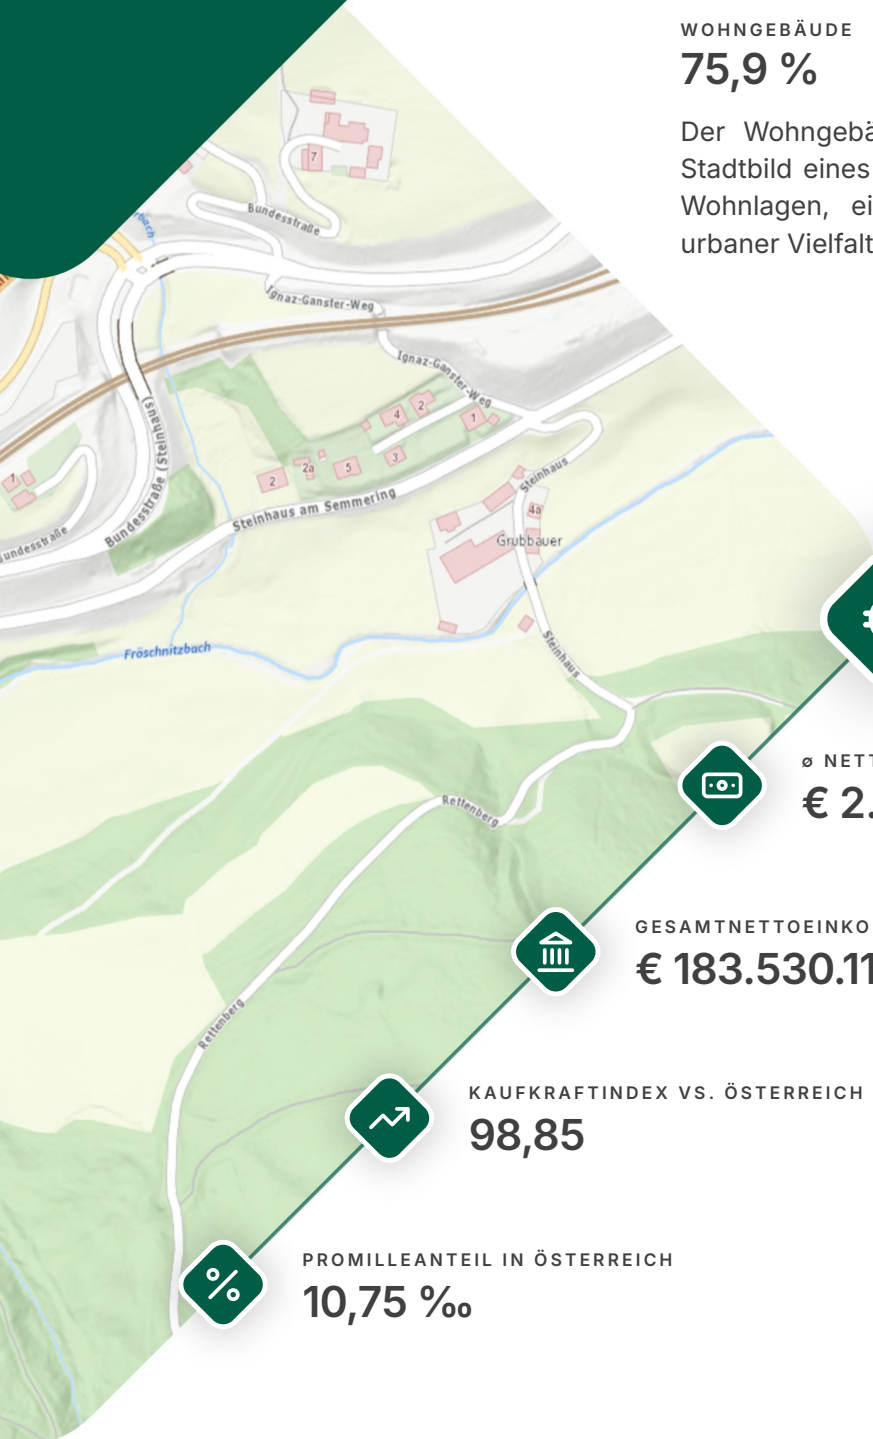 WOHNGEBÄUDE
75,9 %
Der Wohngebä
Stadtbild eines
Wohnlagen, ei
urbaner Vielfalt
7
Bundesstraße
rbach
Ignaz-Ganster-Weg
Ignaz-Ganster-Weg
4
2
1
3
2
2a
5
Bundesstraße (Steinhaus)
1
undesstraße
Steinhaus am Semmering
Steinhaus
4a
Grubbauer
Steinhaus
Fröschnitzbach
ø NETT
€ 2.
Rettenberg
GESAMTNETTOEINKO
€ 183.530.11
Rettenberg
KAUFKRAFTINDEX VS. ÖSTERREICH
98,85
PROMILLEANTEIL IN ÖSTERREICH
10,75 ‰